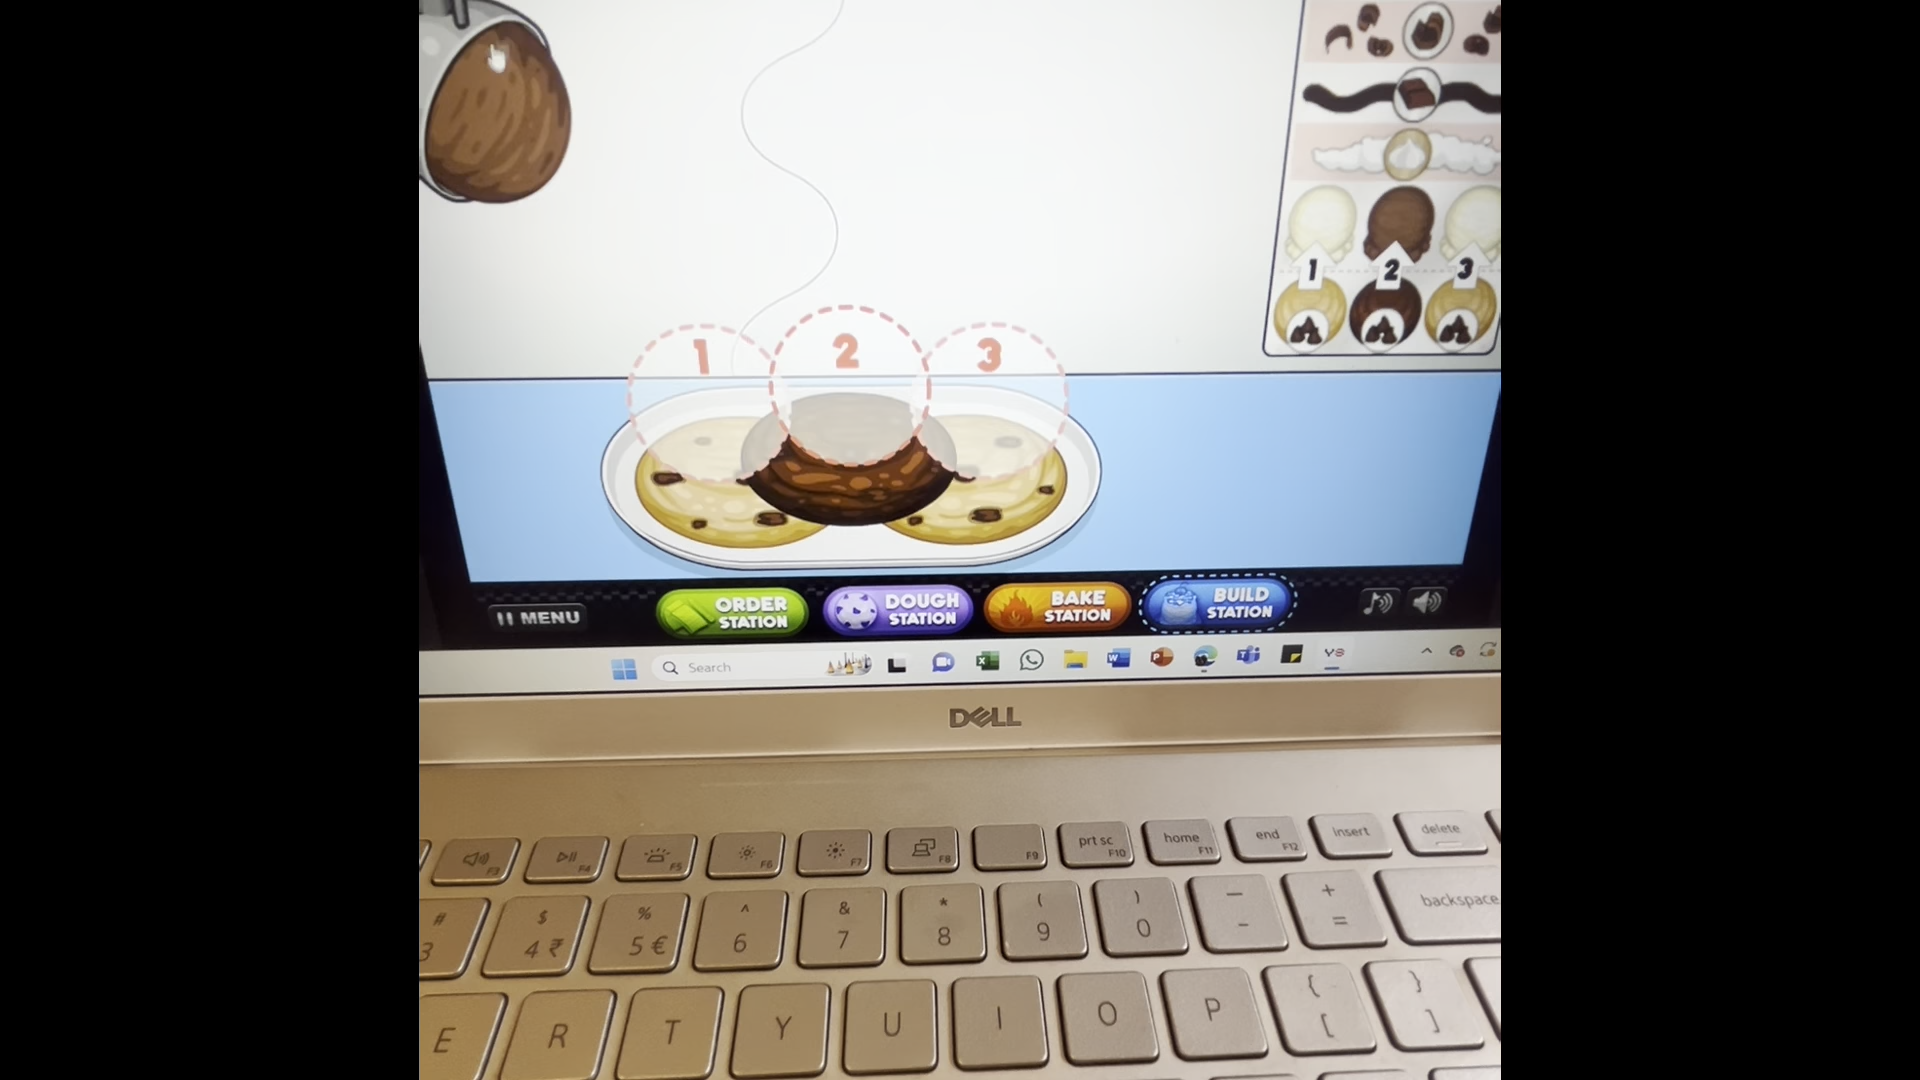 1 2 3
1 2 3
II MENU
ORDER STATION
DOUGH STATION
BAKE STATION
BUILD STATION
Search
DELL
F3 F4 F5 F6 F7 F8 F9 prt sc F10 home F11 end F12 insert delete
# 3 $ 4 ₹ % 5 € ^ 6 & 7 * 8 ( 9 ) 0 _ - + = backspace
E R T Y U I O P { [ } ]